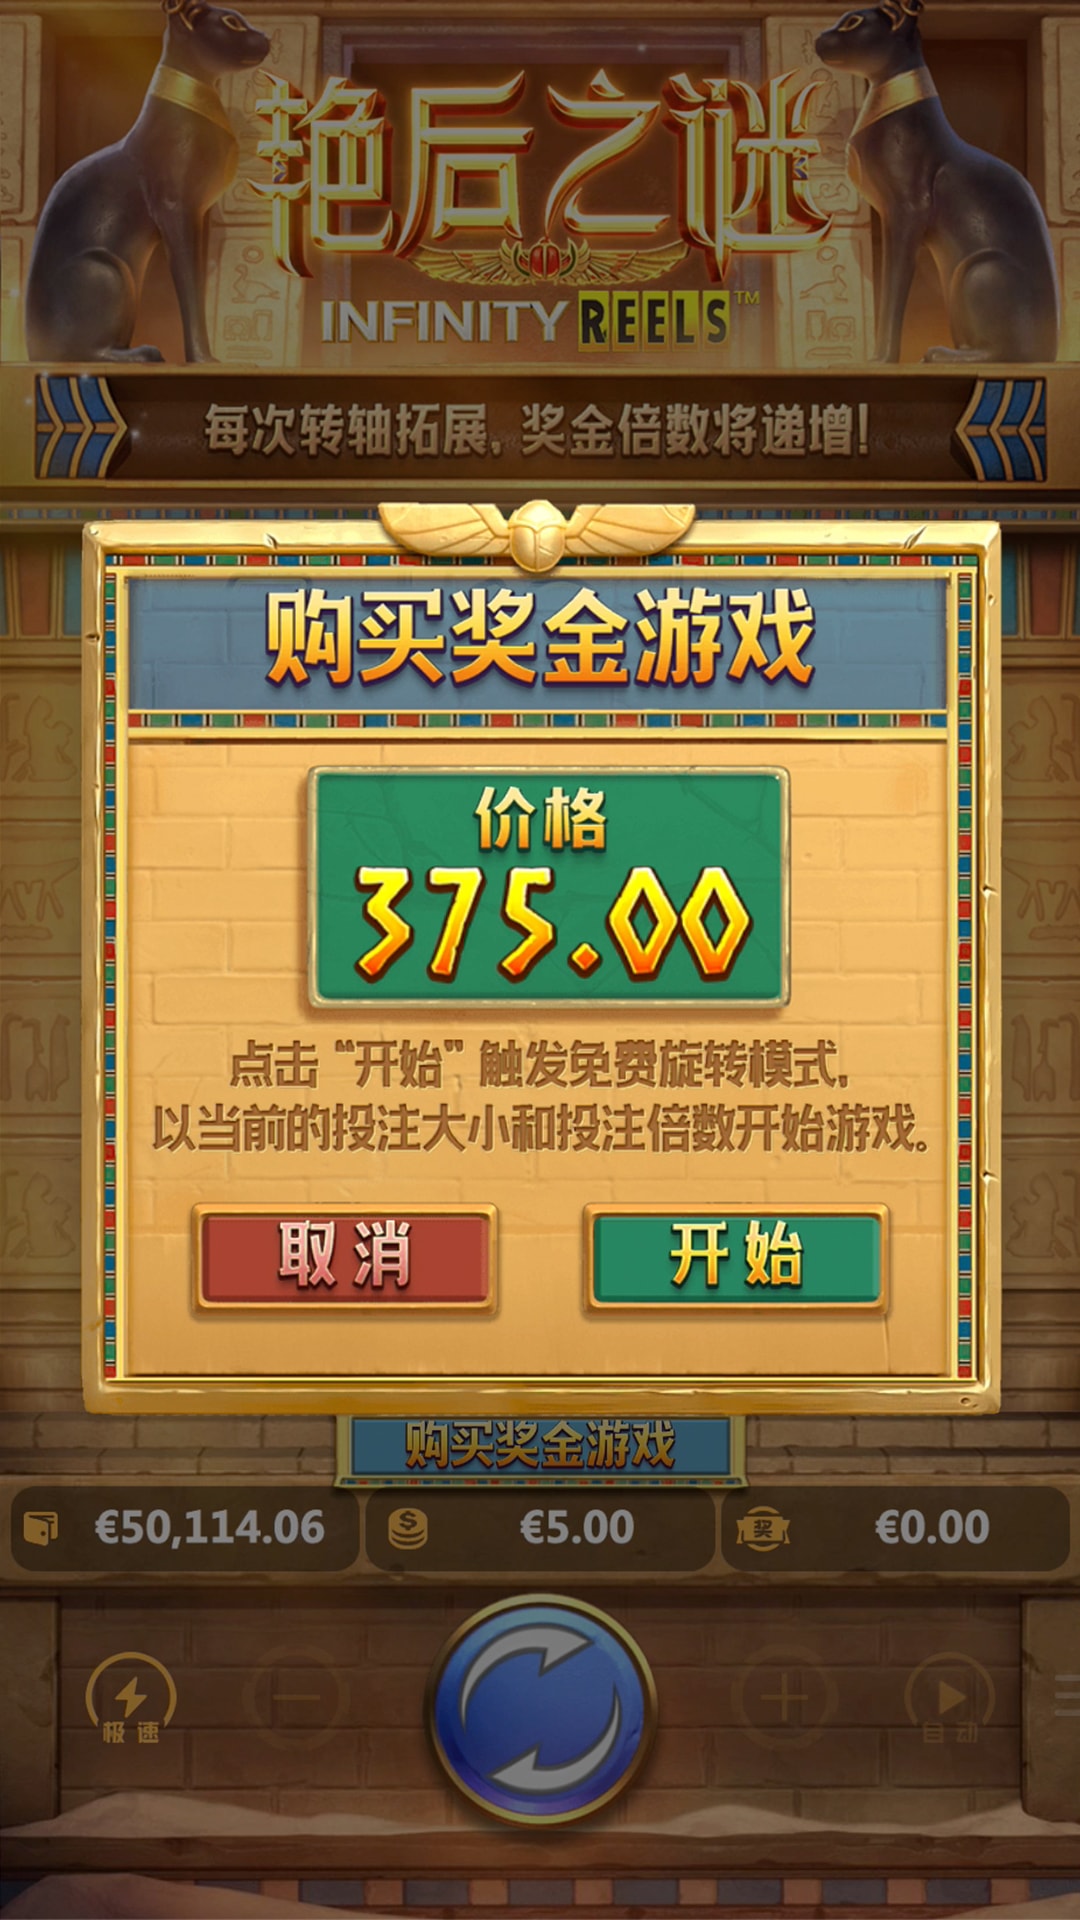 艳后之谜
INFINITY REELS™
每次转轴拓展, 奖金倍数将递增!
购买奖金游戏
价格
375.00
点击“开始”触发免费旋转模式,
以当前的投注大小和投注倍数开始游戏。
取消
开始
购买奖金游戏
€50,114.06
€5.00
奖
€0.00
极速
自动